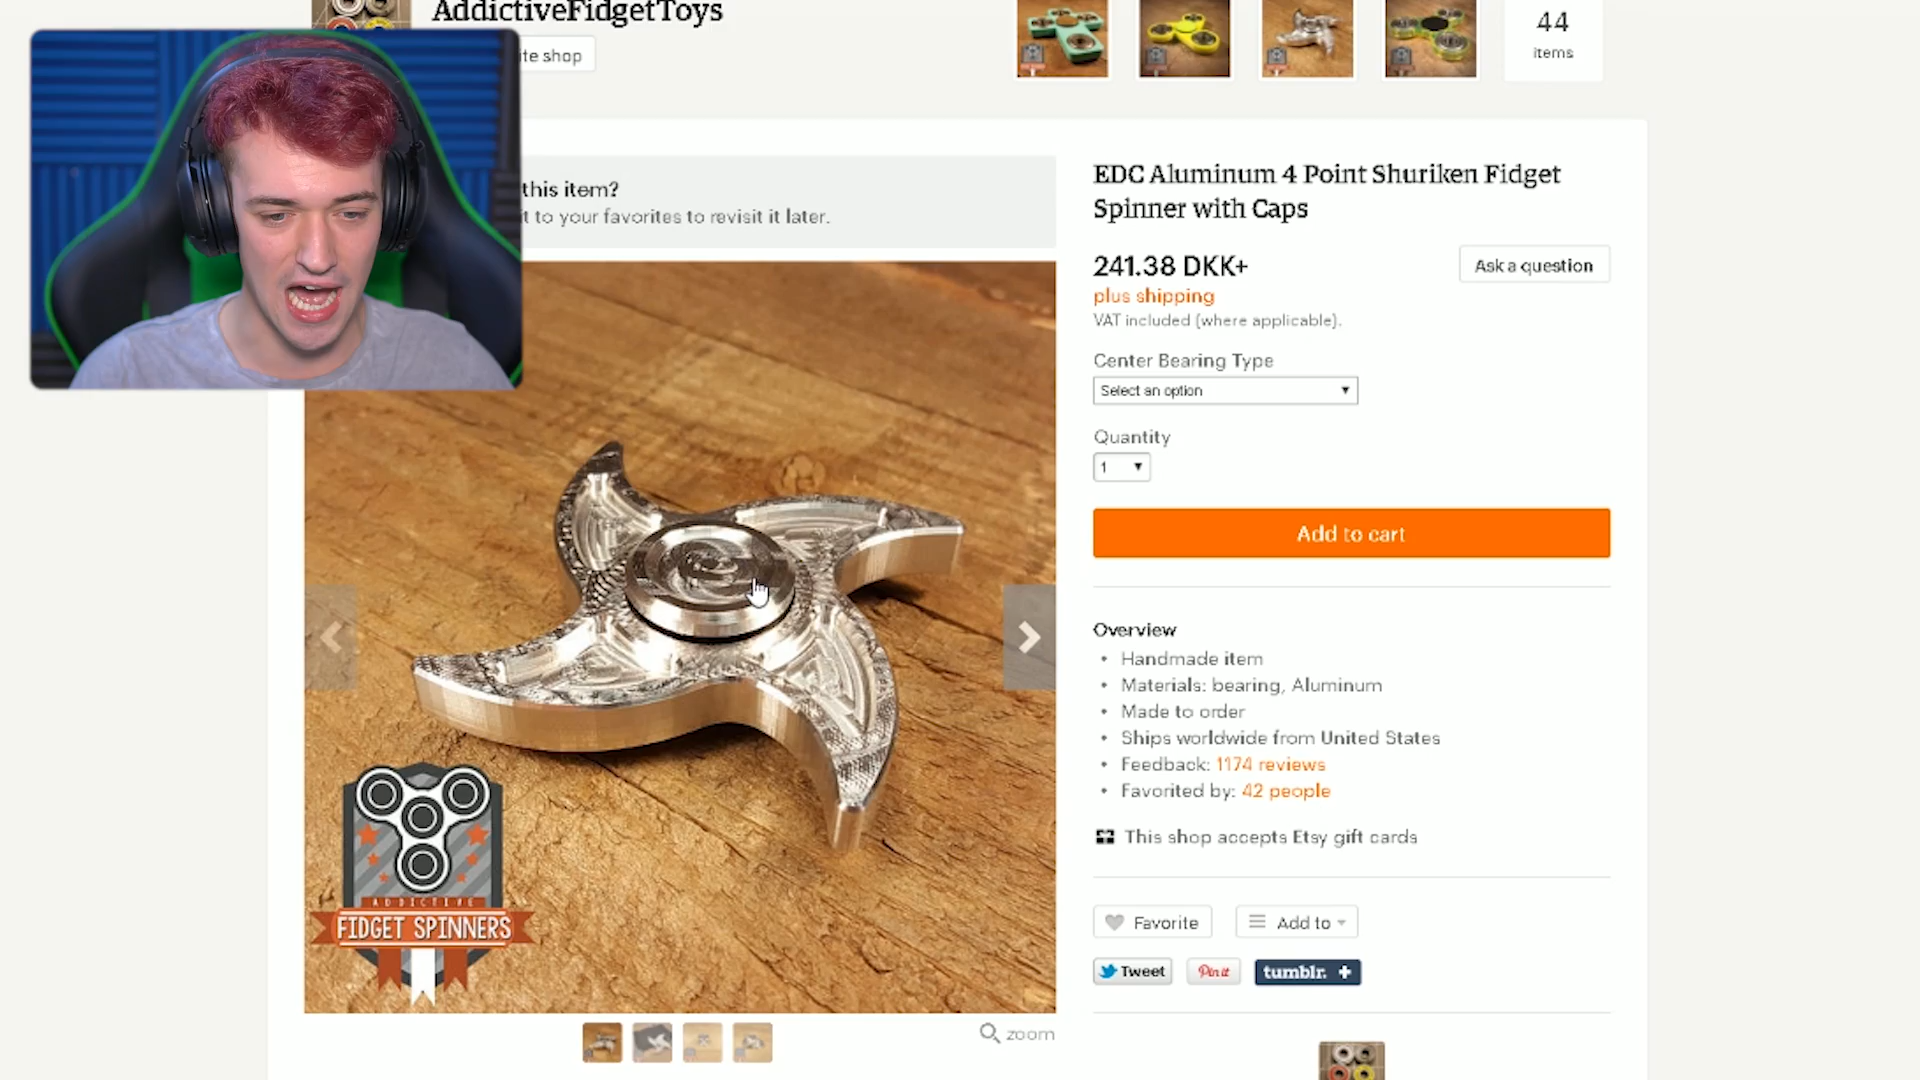 AddictiveFidgetToys
ite shop
44
items
this item?
t to your favorites to revisit it later.
EDC Aluminum 4 Point Shuriken Fidget
Spinner with Caps
241.38 DKK+
Ask a question
plus shipping
VAT included (where applicable).
Center Bearing Type
Select an option
Quantity
1
Add to cart
Overview
• Handmade item
• Materials: bearing, Aluminum
• Made to order
• Ships worldwide from United States
• Feedback: 1174 reviews
• Favorited by: 42 people
This shop accepts Etsy gift cards
Favorite
Add to
Tweet
Pin it
tumblr. +
ADDICTIVE
FIDGET SPINNERS
zoom